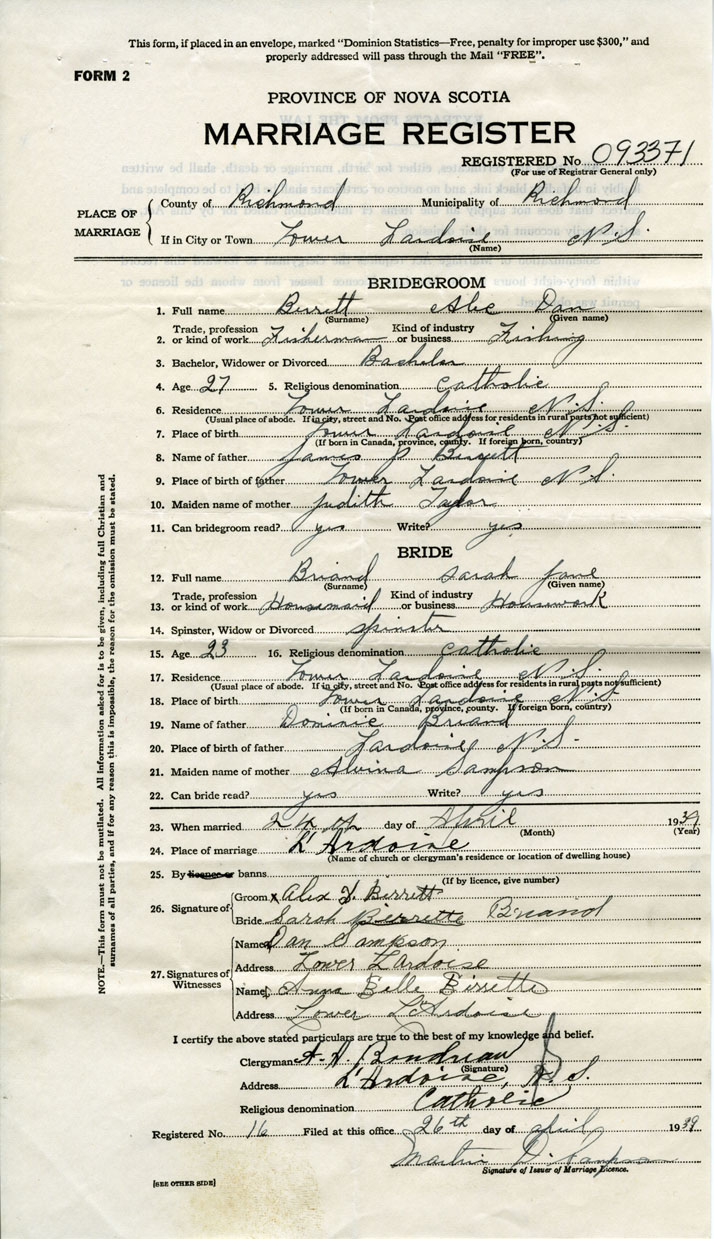 This form, if placed in an envelope, marked "Dominion Statistics—Free, penalty for improper use $300," and
properly addressed will pass through the Mail "FREE".
FORM 2
PROVINCE OF NOVA SCOTIA
MARRIAGE REGISTER
REGISTERED No. 093371
(For use of Registrar General only)
PLACE OF MARRIAGE
County of Richmond Municipality of Richmond
If in City or Town Lower Lardoise N.S.
(Name)
BRIDEGROOM
1. Full name Birrett Alec Dan
(Surname) (Given name)
2. Trade, profession or kind of work Fisherman Kind of industry or business Fishing
3. Bachelor, Widower or Divorced Bachelor
4. Age 27 5. Religious denomination Catholic
6. Residence Lower Lardoise N.S.
(Usual place of abode. If in city, street and No. Post office address for residents in rural parts not sufficient)
7. Place of birth Lower Lardoise N.S.
(If born in Canada, province, county. If foreign born, country)
8. Name of father James P Birrett
9. Place of birth of father Lower Lardoise N.S.
10. Maiden name of mother Judith Taylor
11. Can bridegroom read? yes Write? yes
BRIDE
12. Full name Briand Sarah Jane
(Surname) (Given name)
13. Trade, profession or kind of work Housemaid Kind of industry or business Housework
14. Spinster, Widow or Divorced spinster
15. Age 23 16. Religious denomination Catholic
17. Residence Lower Lardoise N.S.
(Usual place of abode. If in city, street and No. Post office address for residents in rural parts not sufficient)
18. Place of birth Lower Lardoise N.S.
(If born in Canada, province, county. If foreign born, country)
19. Name of father Dominic Briand
20. Place of birth of father Lardoise N.S.
21. Maiden name of mother Alvina Sampson
22. Can bride read? yes Write? yes
23. When married 24th day of April 1939
(Month) (Year)
24. Place of marriage L'Ardoise
(Name of church or clergyman's residence or location of dwelling house)
25. By licence or banns
(If by licence, give number)
26. Signature of
Groom x Alix D. Birrett
Bride Sarah Birrette Briand
27. Signatures of Witnesses
Name Dan Sampson
Address Lower L'Ardoise
Name Anna Belle Birrette
Address Lower L'Ardoise
I certify the above stated particulars are true to the best of my knowledge and belief.
Clergyman A. A. Boudreau
(Signature)
Address L'Ardoise, N.S.
Religious denomination Catholic
Registered No. 16 Filed at this office 26th day of april 1939
Martin D. Sampson
Signature of Issuer of Marriage Licence.
[SEE OTHER SIDE]
NOTE.—This form must not be mutilated. All information asked for is to be given, including full Christian and
surnames of all parties, and if for any reason this is impossible, the reason for the omission must be stated.